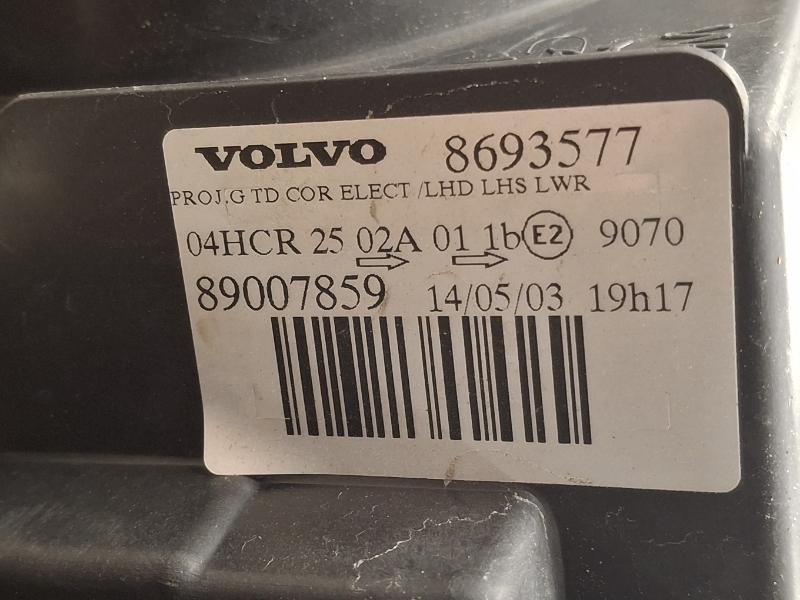 VOLVO 8693577
PROJ.G TD COR ELECT /LHD LHS LWR
04HCR 25 02A 01 1b E2 9070
89007859 14/05/03 19h17